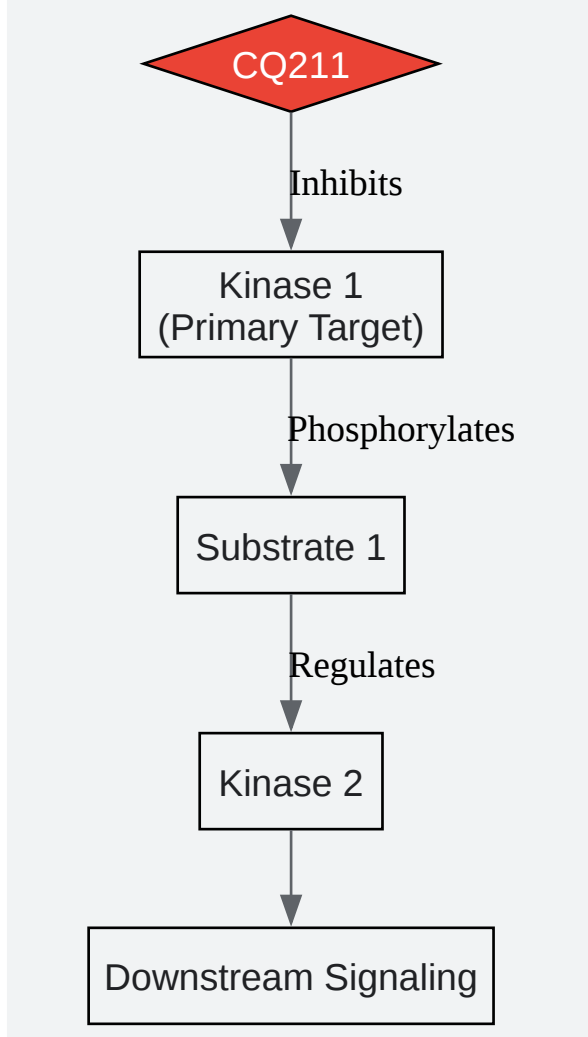 CQ211
Inhibits
Kinase 1
(Primary Target)
Phosphorylates
Substrate 1
Regulates
Kinase 2
Downstream Signaling